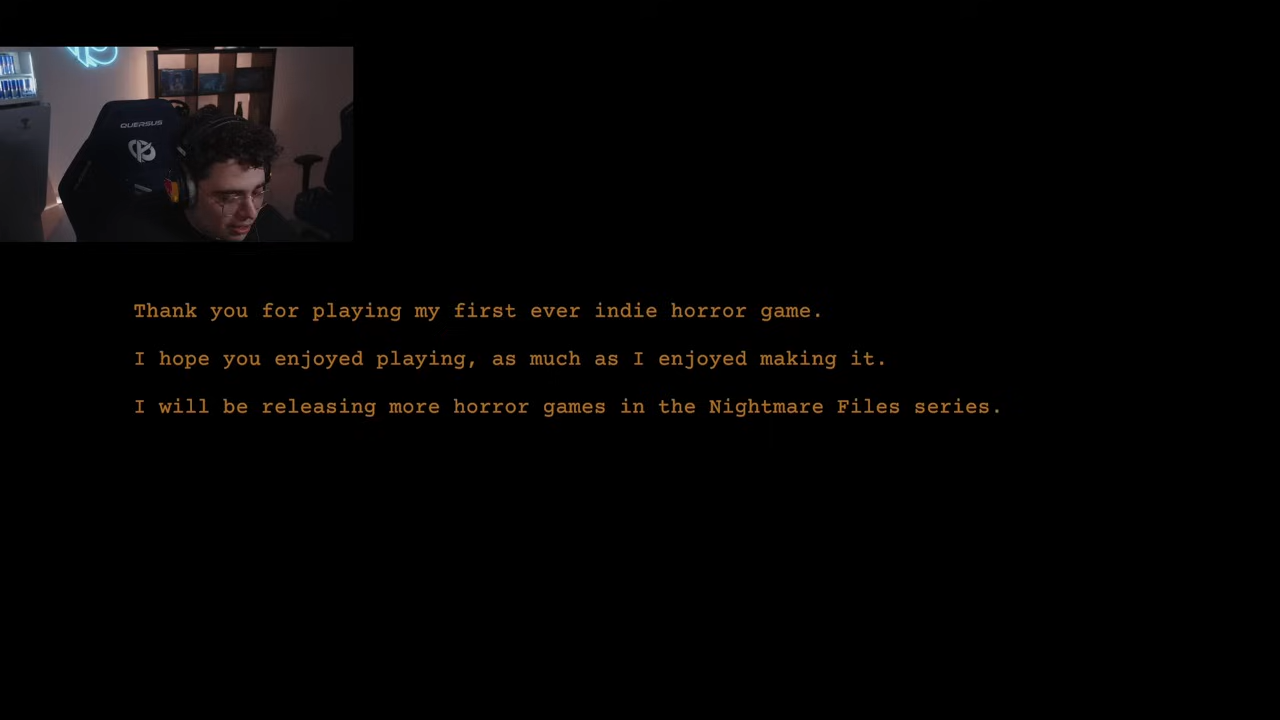 QUERSUS
Thank you for playing my first ever indie horror game.
I hope you enjoyed playing, as much as I enjoyed making it.
I will be releasing more horror games in the Nightmare Files series.